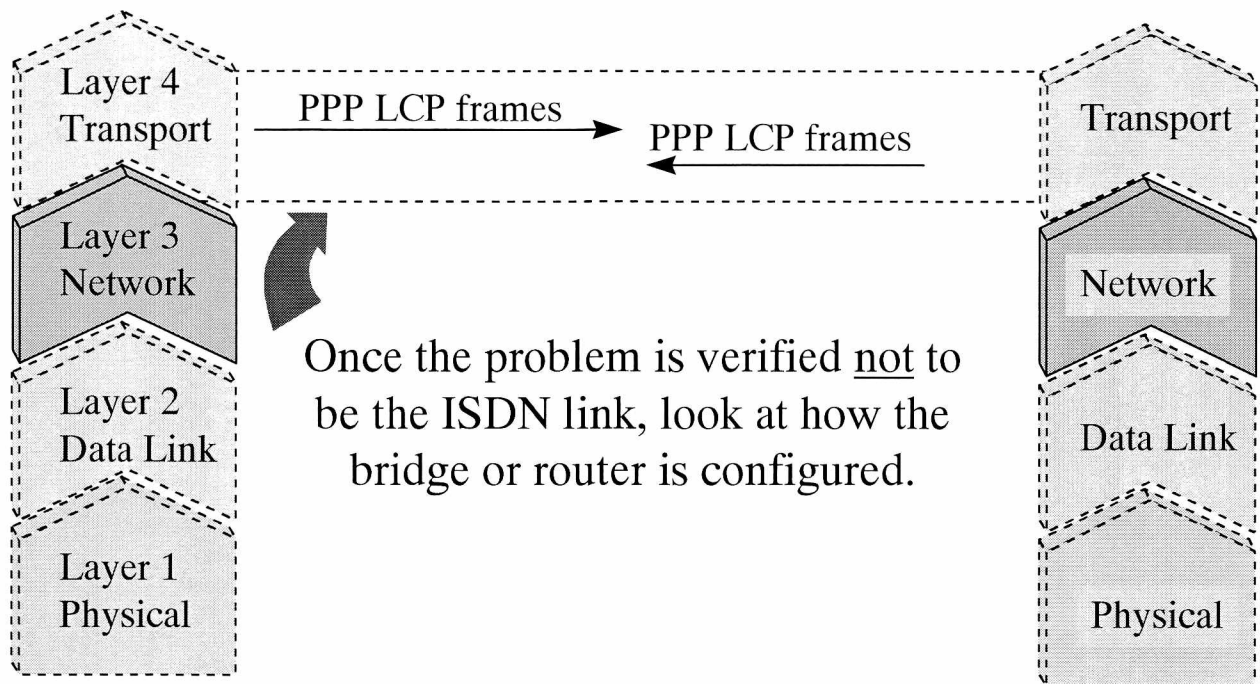 Layer 4
Transport
PPP LCP frames
PPP LCP frames
Transport
Layer 3
Network
Network
Once the problem is verified not to
be the ISDN link, look at how the
bridge or router is configured.
Layer 2
Data Link
Data Link
Layer 1
Physical
Physical